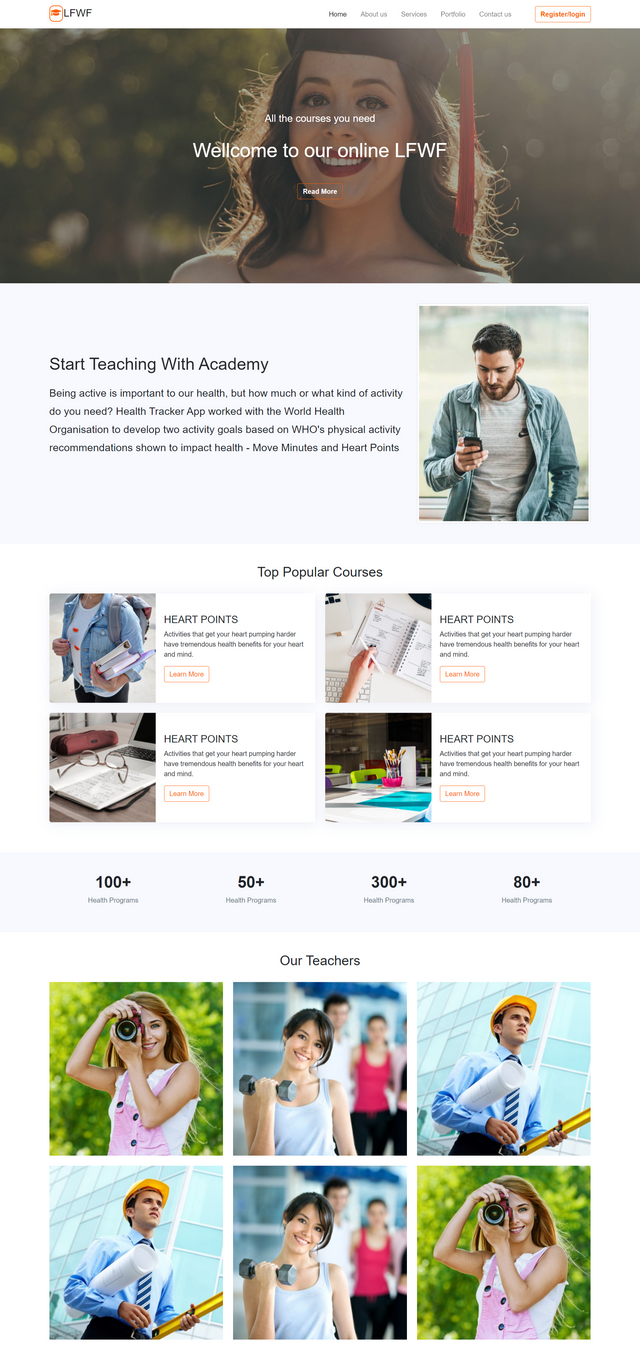 LFWF
Home About us Services Portfolio Contact us Register/login
All the courses you need
Wellcome to our online LFWF
Read More
Start Teaching With Academy
Being active is important to our health, but how much or what kind of activity
do you need? Health Tracker App worked with the World Health
Organisation to develop two activity goals based on WHO's physical activity
recommendations shown to impact health - Move Minutes and Heart Points
Top Popular Courses
HEART POINTS
Activities that get your heart pumping harder
have tremendous health benefits for your heart
and mind.
Learn More
HEART POINTS
Activities that get your heart pumping harder
have tremendous health benefits for your heart
and mind.
Learn More
HEART POINTS
Activities that get your heart pumping harder
have tremendous health benefits for your heart
and mind.
Learn More
HEART POINTS
Activities that get your heart pumping harder
have tremendous health benefits for your heart
and mind.
Learn More
100+ 50+ 300+ 80+
Health Programs Health Programs Health Programs Health Programs
Our Teachers